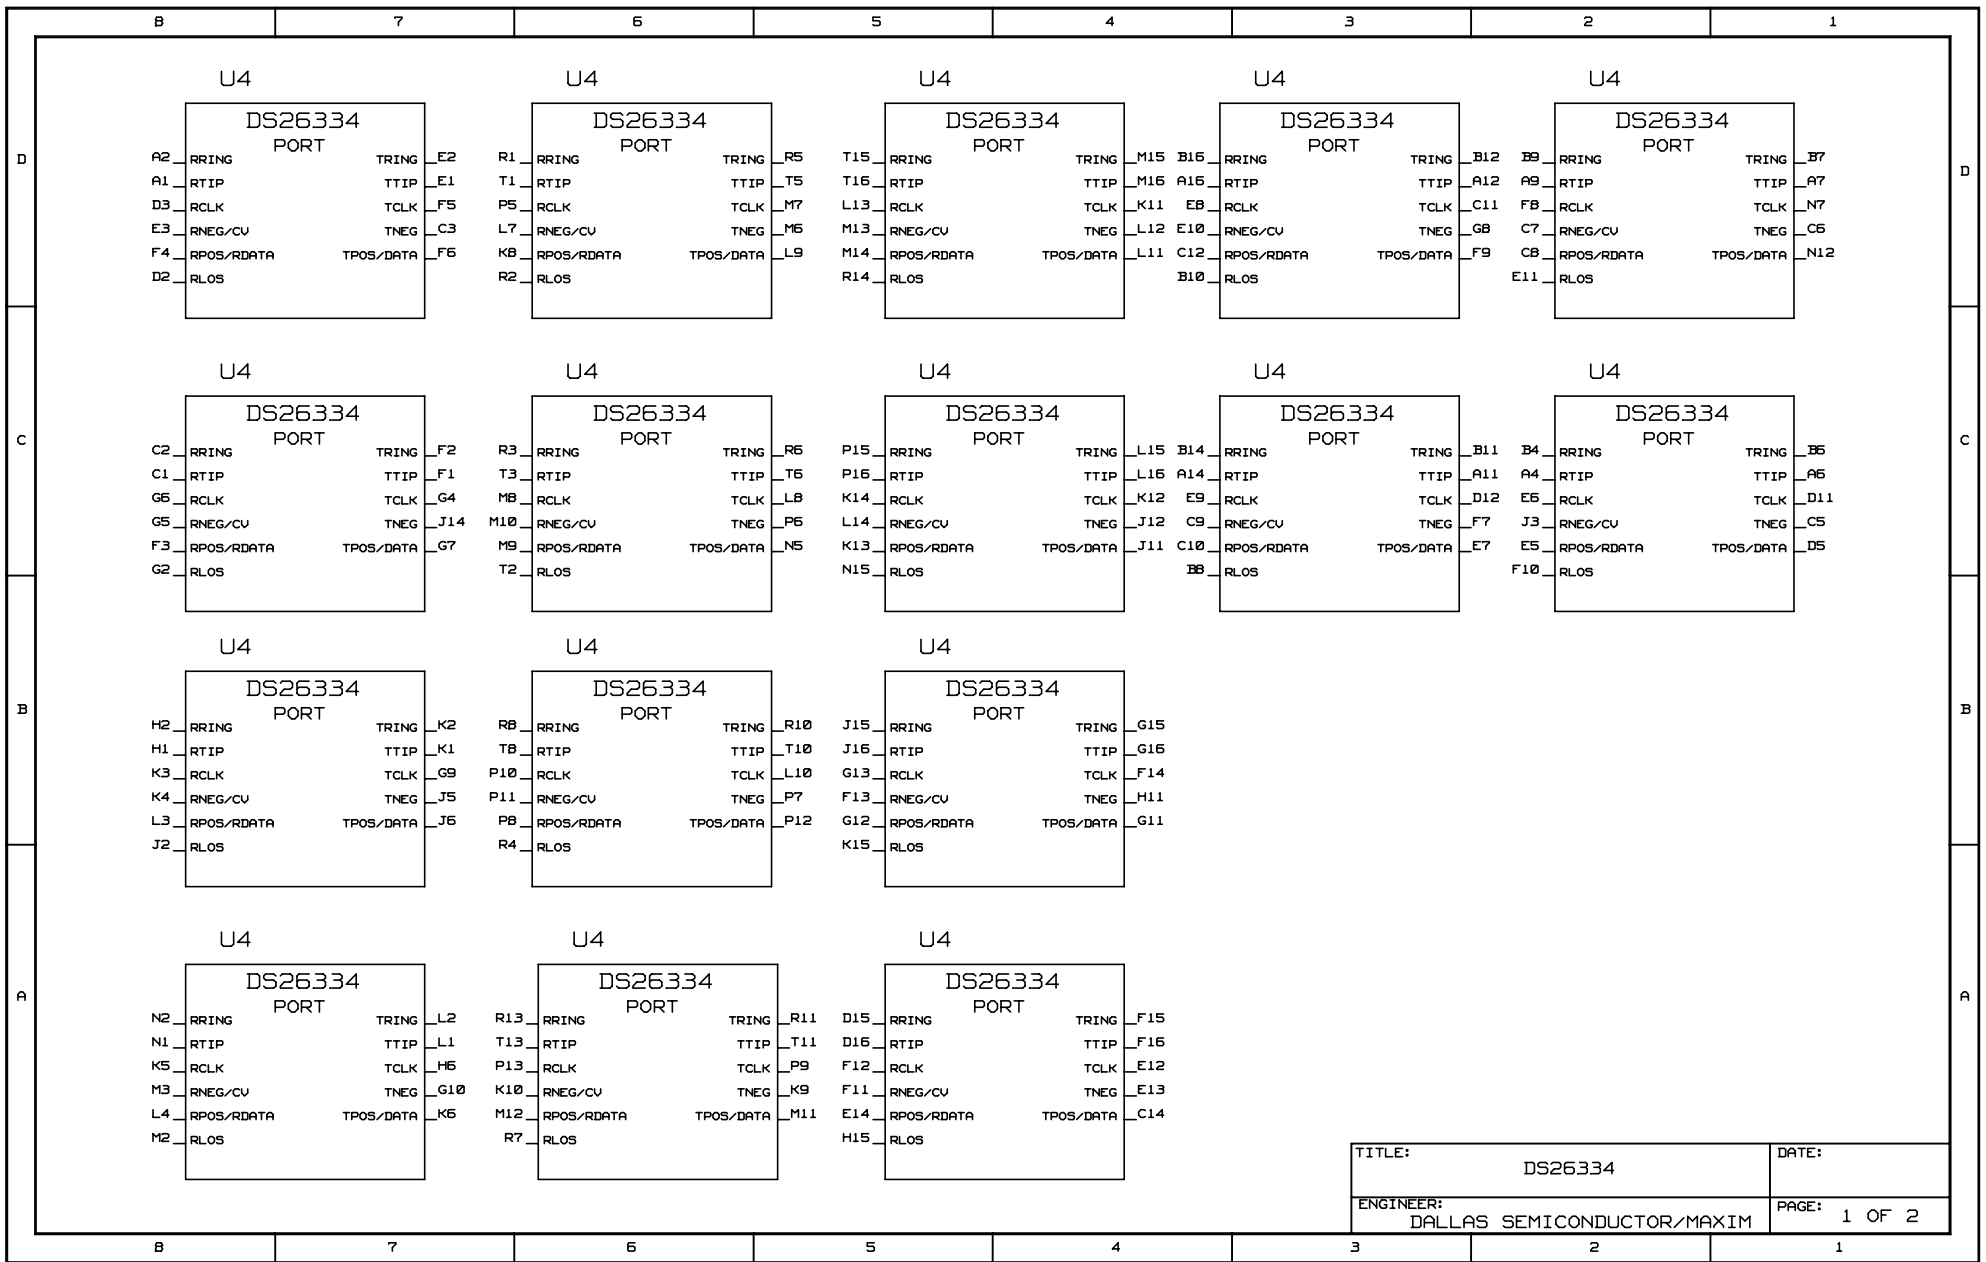 8 7 6 5 4 3 2 1
D
C
B
A
D
C
B
A
U4
DS26334
PORT
A2 RRING TRING E2
A1 RTIP TTIP E1
D3 RCLK TCLK F5
E3 RNEG/CV TNEG C3
F4 RPOS/RDATA TPOS/DATA F6
D2 RLOS
U4
DS26334
PORT
R1 RRING TRING R5
T1 RTIP TTIP T5
P5 RCLK TCLK M7
L7 RNEG/CV TNEG M6
K8 RPOS/RDATA TPOS/DATA L9
R2 RLOS
U4
DS26334
PORT
T15 RRING TRING M15
T16 RTIP TTIP M16
L13 RCLK TCLK K11
M13 RNEG/CV TNEG L12
M14 RPOS/RDATA TPOS/DATA L11
R14 RLOS
U4
DS26334
PORT
B16 RRING TRING B12
A16 RTIP TTIP A12
E8 RCLK TCLK C11
E10 RNEG/CV TNEG G8
C12 RPOS/RDATA TPOS/DATA F9
B10 RLOS
U4
DS26334
PORT
B9 RRING TRING B7
A9 RTIP TTIP A7
F8 RCLK TCLK N7
C7 RNEG/CV TNEG C6
C8 RPOS/RDATA TPOS/DATA N12
E11 RLOS
U4
DS26334
PORT
C2 RRING TRING F2
C1 RTIP TTIP F1
G6 RCLK TCLK G4
G5 RNEG/CV TNEG J14
F3 RPOS/RDATA TPOS/DATA G7
G2 RLOS
U4
DS26334
PORT
R3 RRING TRING R6
T3 RTIP TTIP T6
M8 RCLK TCLK L8
M10 RNEG/CV TNEG P6
M9 RPOS/RDATA TPOS/DATA N5
T2 RLOS
U4
DS26334
PORT
P15 RRING TRING L15
P16 RTIP TTIP L16
K14 RCLK TCLK K12
L14 RNEG/CV TNEG J12
K13 RPOS/RDATA TPOS/DATA J11
N15 RLOS
U4
DS26334
PORT
B14 RRING TRING B11
A14 RTIP TTIP A11
E9 RCLK TCLK D12
C9 RNEG/CV TNEG F7
C10 RPOS/RDATA TPOS/DATA E7
B8 RLOS
U4
DS26334
PORT
B4 RRING TRING B6
A4 RTIP TTIP A6
E6 RCLK TCLK D11
J3 RNEG/CV TNEG C5
E5 RPOS/RDATA TPOS/DATA D5
F10 RLOS
U4
DS26334
PORT
H2 RRING TRING K2
H1 RTIP TTIP K1
K3 RCLK TCLK G9
K4 RNEG/CV TNEG J5
L3 RPOS/RDATA TPOS/DATA J6
J2 RLOS
U4
DS26334
PORT
R8 RRING TRING R10
T8 RTIP TTIP T10
P10 RCLK TCLK L10
P11 RNEG/CV TNEG P7
P8 RPOS/RDATA TPOS/DATA P12
R4 RLOS
U4
DS26334
PORT
J15 RRING TRING G15
J16 RTIP TTIP G16
G13 RCLK TCLK F14
F13 RNEG/CV TNEG H11
G12 RPOS/RDATA TPOS/DATA G11
K15 RLOS
U4
DS26334
PORT
N2 RRING TRING L2
N1 RTIP TTIP L1
K5 RCLK TCLK H6
M3 RNEG/CV TNEG G10
L4 RPOS/RDATA TPOS/DATA K6
M2 RLOS
U4
DS26334
PORT
R13 RRING TRING R11
T13 RTIP TTIP T11
P13 RCLK TCLK P9
K10 RNEG/CV TNEG K9
M12 RPOS/RDATA TPOS/DATA M11
R7 RLOS
U4
DS26334
PORT
D15 RRING TRING F15
D16 RTIP TTIP F16
F12 RCLK TCLK E12
F11 RNEG/CV TNEG E13
E14 RPOS/RDATA TPOS/DATA C14
H15 RLOS
TITLE:
DS26334
DATE:
ENGINEER:
DALLAS SEMICONDUCTOR/MAXIM
PAGE: 1 OF 2
8 7 6 5 4 3 2 1